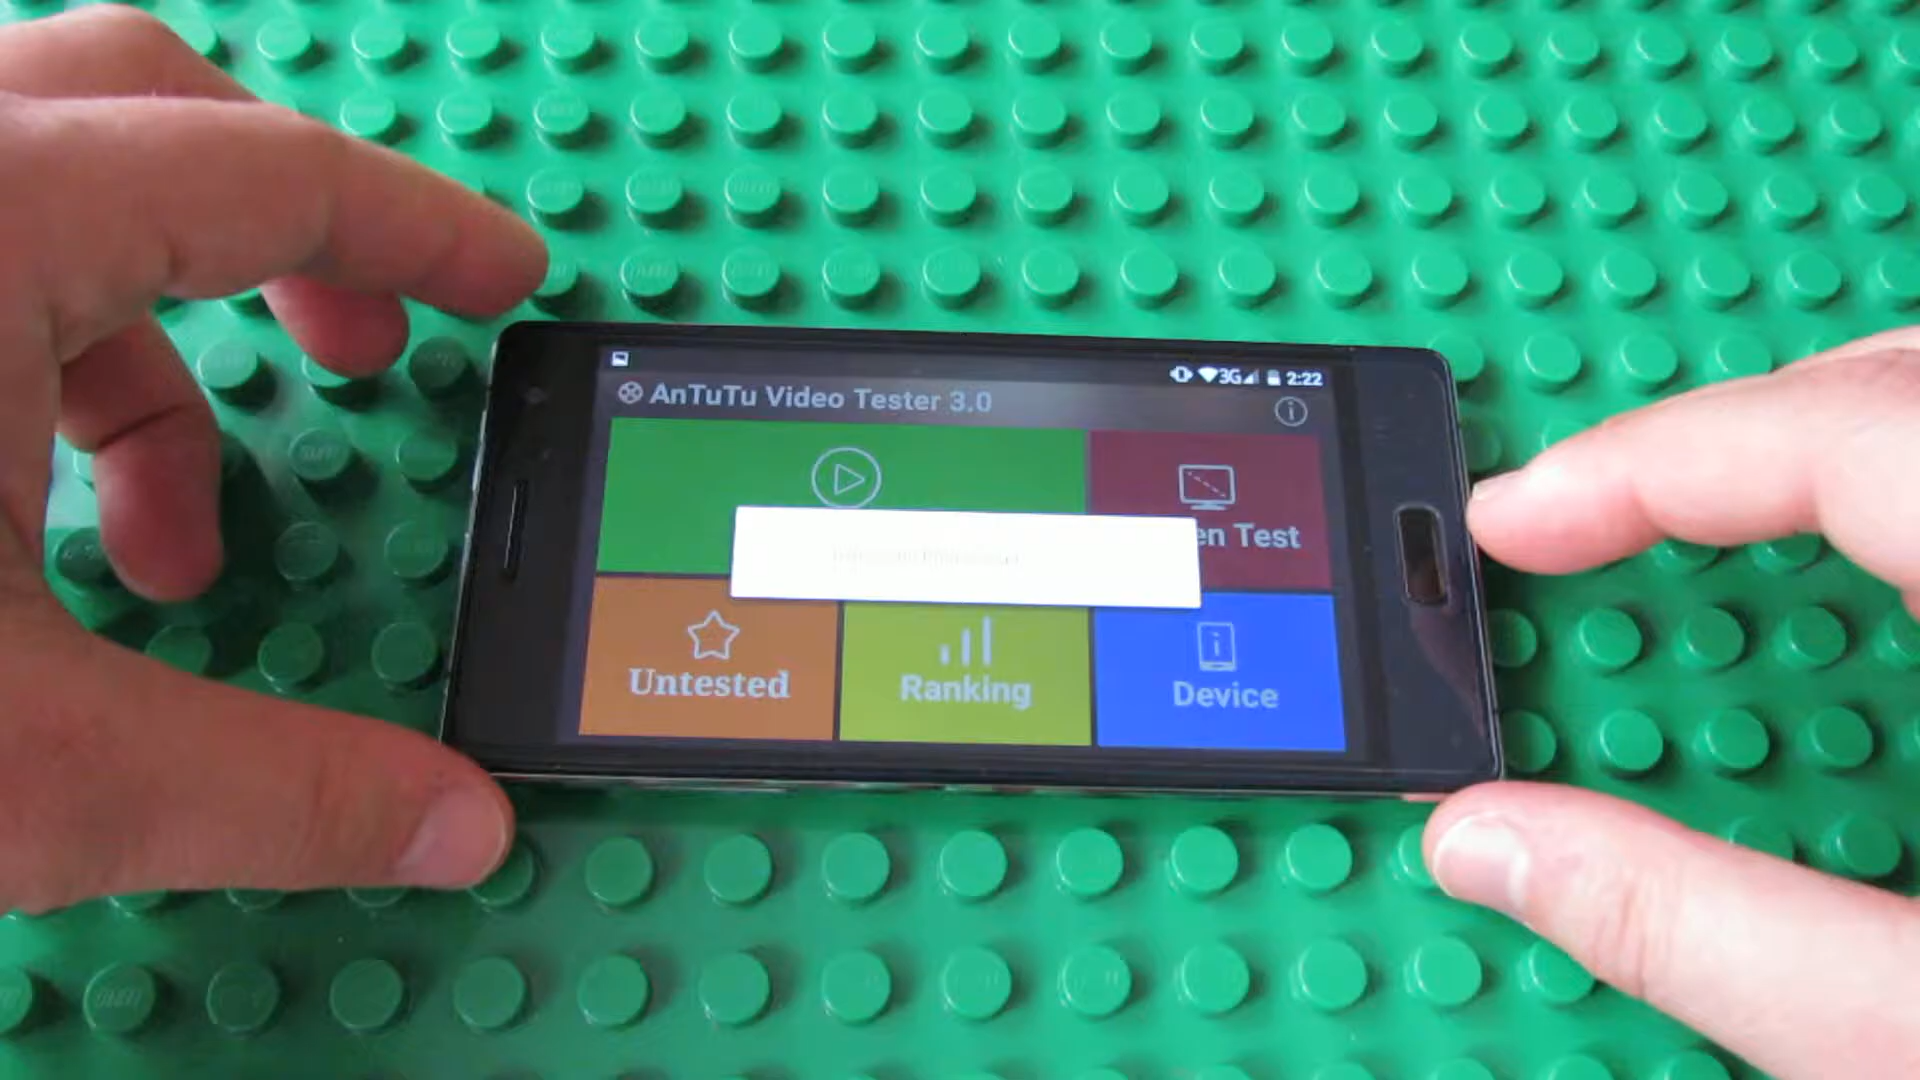 3G 2:22
AnTuTu Video Tester 3.0
en Test
Untested
Ranking
Device